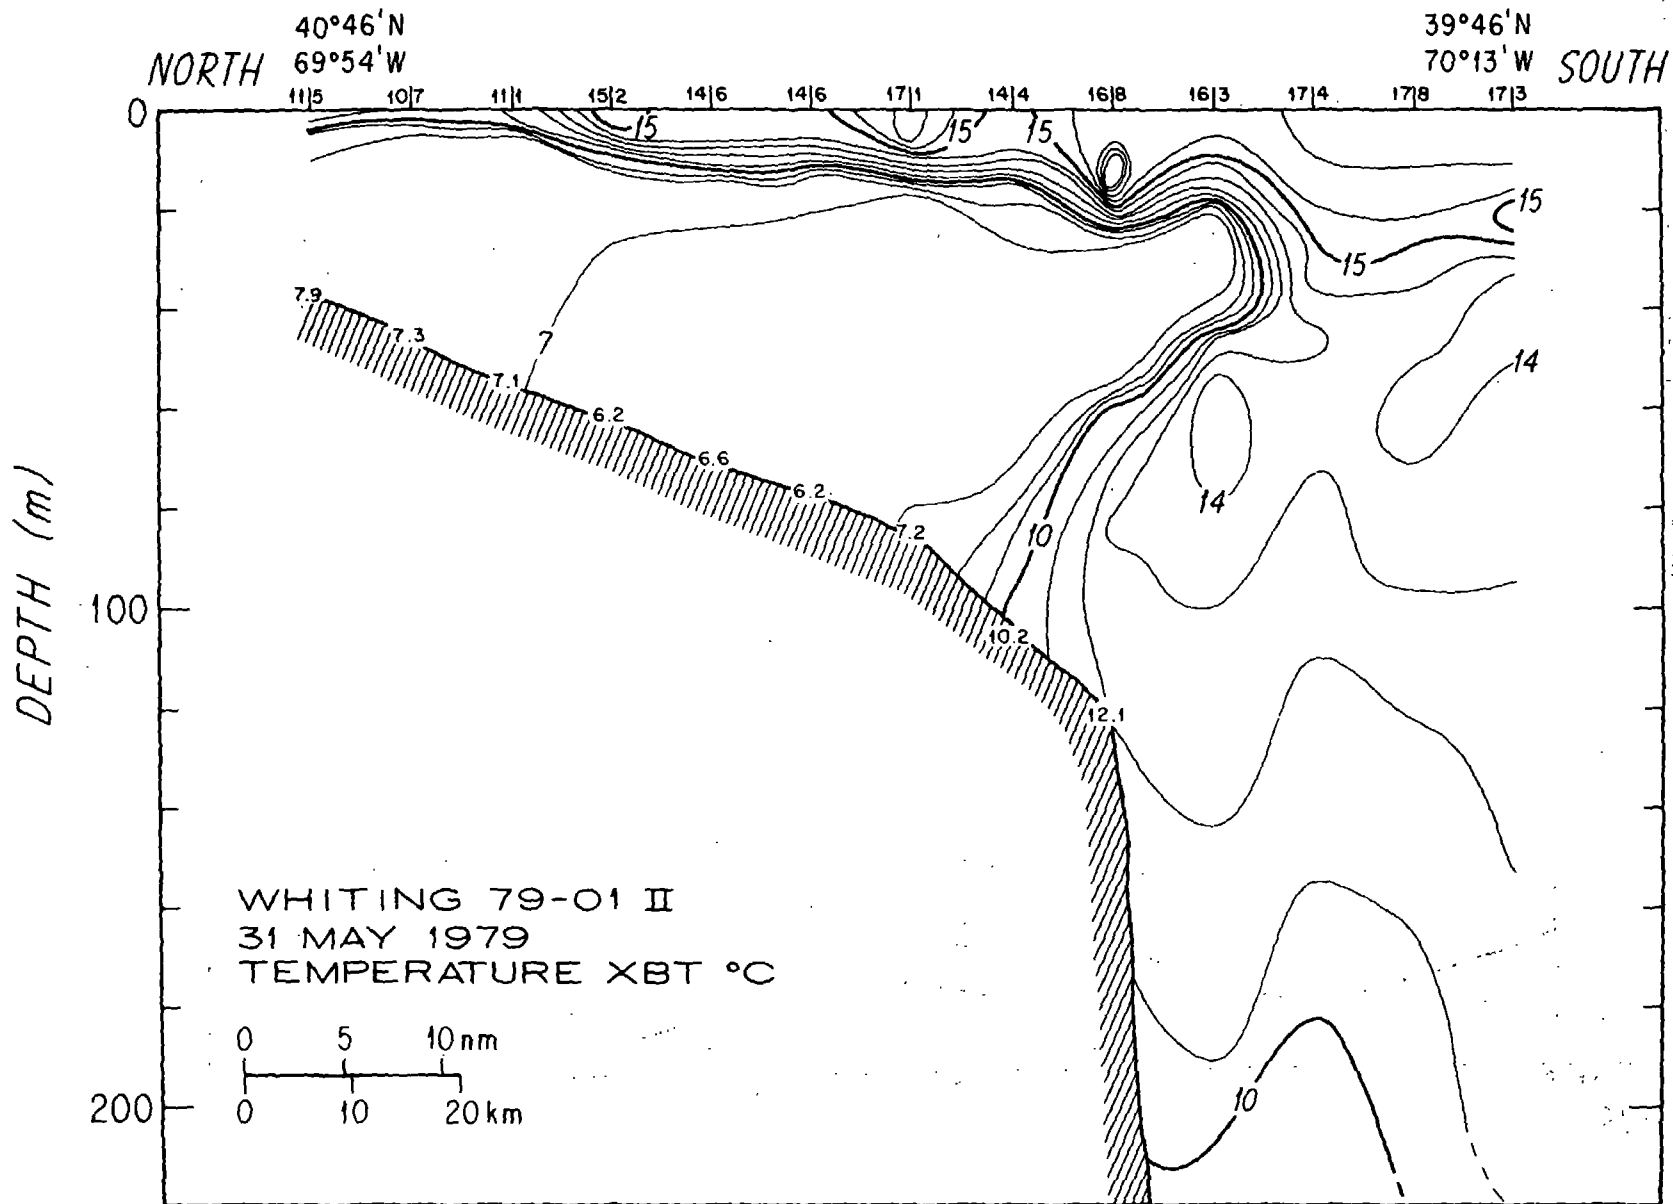 40°46'N
39°46'N
NORTH 69°54'W
70°13'W SOUTH
11|5 10|7 11|1 15|2 14|6 14|6 17|1 14|4 16|8 16|3 17|4 17|8 17|3
0
15 15 15
15
15
7.9
7.3
7
14
7.1
6.2
6.6
6.2
14
7.2
10
DEPTH (m)
100
10.2
12.1
WHITING 79-01 II
31 MAY 1979
TEMPERATURE XBT °C
0 5 10 nm
0 10 20 km
10
200